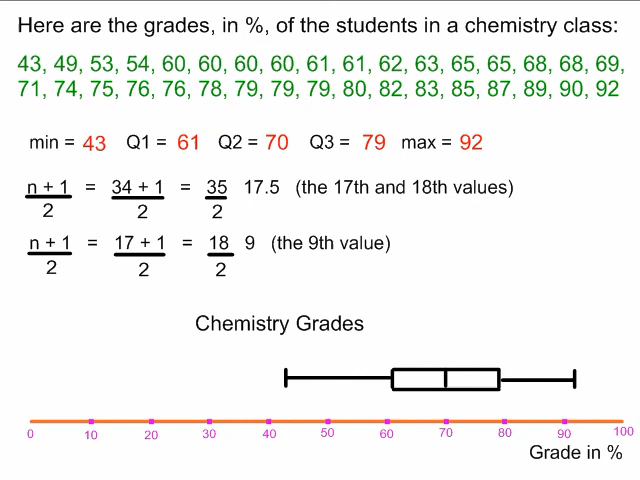 Here are the grades, in %, of the students in a chemistry class:
43, 49, 53, 54, 60, 60, 60, 60, 61, 61, 62, 63, 65, 65, 68, 68, 69,
71, 74, 75, 76, 76, 78, 79, 79, 79, 80, 82, 83, 85, 87, 89, 90, 92
min = 43 Q1 = 61 Q2 = 70 Q3 = 79 max = 92
n + 1 = 34 + 1 = 35 17.5 (the 17th and 18th values)
2 2 2
n + 1 = 17 + 1 = 18 9 (the 9th value)
2 2 2
Chemistry Grades
0 10 20 30 40 50 60 70 80 90 100
Grade in %